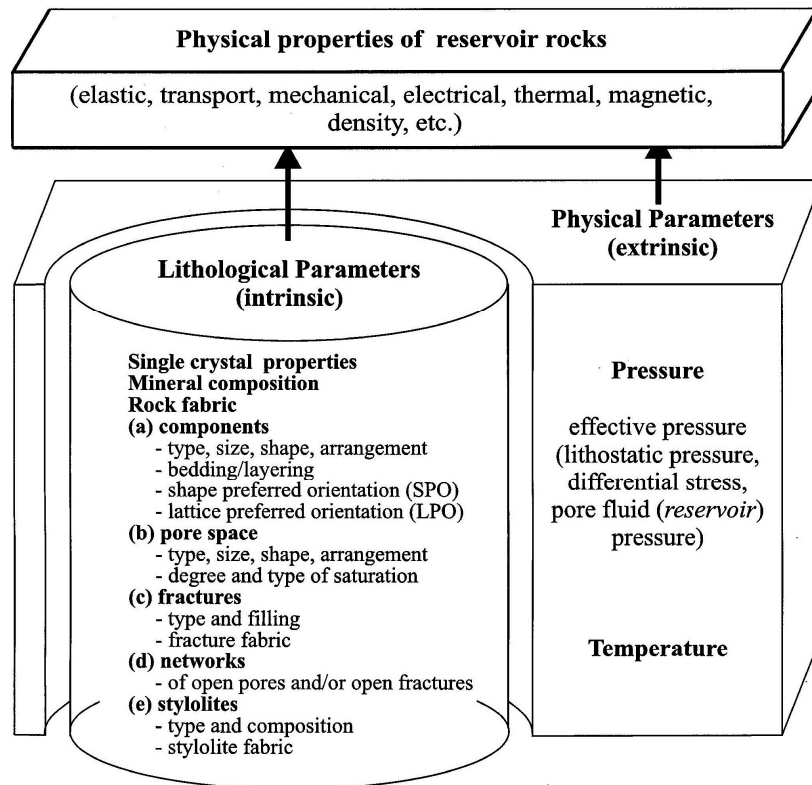 Physical properties of reservoir rocks
(elastic, transport, mechanical, electrical, thermal, magnetic,
density, etc.)
Physical Parameters
(extrinsic)
Lithological Parameters
(intrinsic)
Single crystal properties
Mineral composition
Rock fabric
(a) components
- type, size, shape, arrangement
- bedding/layering
- shape preferred orientation (SPO)
- lattice preferred orientation (LPO)
(b) pore space
- type, size, shape, arrangement
- degree and type of saturation
(c) fractures
- type and filling
- fracture fabric
(d) networks
- of open pores and/or open fractures
(e) stylolites
- type and composition
- stylolite fabric
Pressure
effective pressure
(lithostatic pressure,
differential stress,
pore fluid (reservoir)
pressure)
Temperature